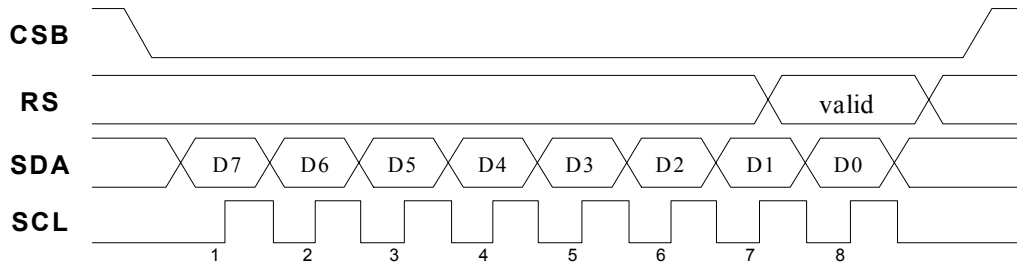 CSB
RS valid
SDA D7 D6 D5 D4 D3 D2 D1 D0
SCL
1 2 3 4 5 6 7 8